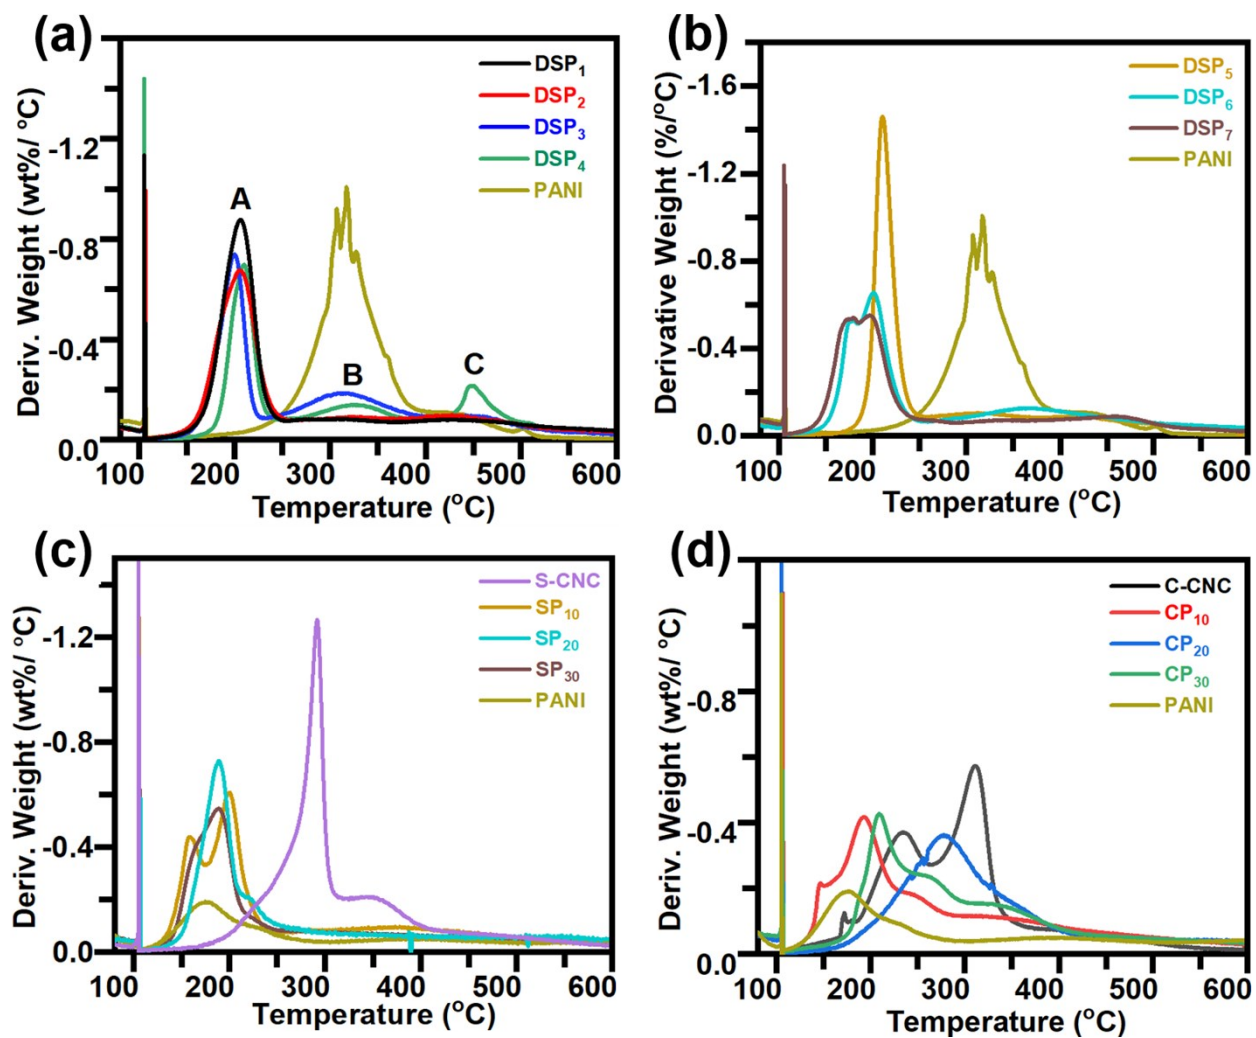 (a)
DSP₁
DSP₂
DSP₃
DSP₄
PANI
A
B
C
-1.2
-0.8
-0.4
0.0
Deriv. Weight (wt%/ °C)
100 200 300 400 500 600
Temperature (°C)
(b)
DSP₅
DSP₆
DSP₇
PANI
-1.6
-1.2
-0.8
-0.4
0.0
Derivative Weight (%/°C)
100 200 300 400 500 600
Temperature (°C)
(c)
S-CNC
SP₁₀
SP₂₀
SP₃₀
PANI
-1.2
-0.8
-0.4
0.0
Deriv. Weight (wt%/ °C)
100 200 300 400 500 600
Temperature (°C)
(d)
C-CNC
CP₁₀
CP₂₀
CP₃₀
PANI
-0.8
-0.4
0.0
Deriv. Weight (wt%/ °C)
100 200 300 400 500 600
Temperature (°C)